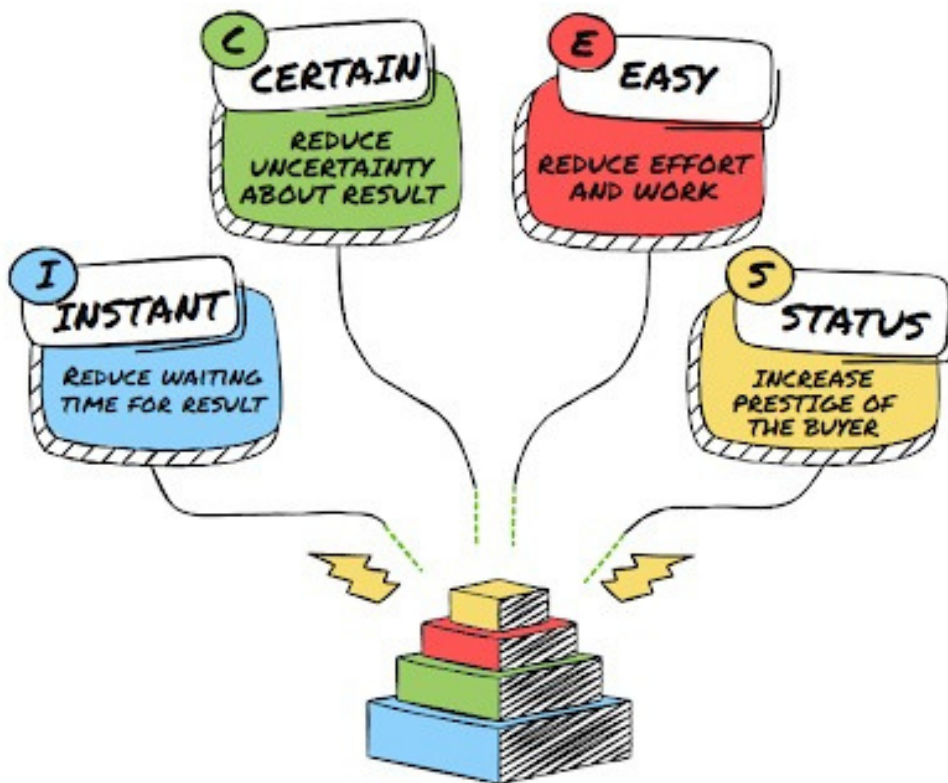 I
INSTANT
REDUCE WAITING
TIME FOR RESULT
C
CERTAIN
REDUCE
UNCERTAINTY
ABOUT RESULT
E
EASY
REDUCE EFFORT
AND WORK
S
STATUS
INCREASE
PRESTIGE OF
THE BUYER